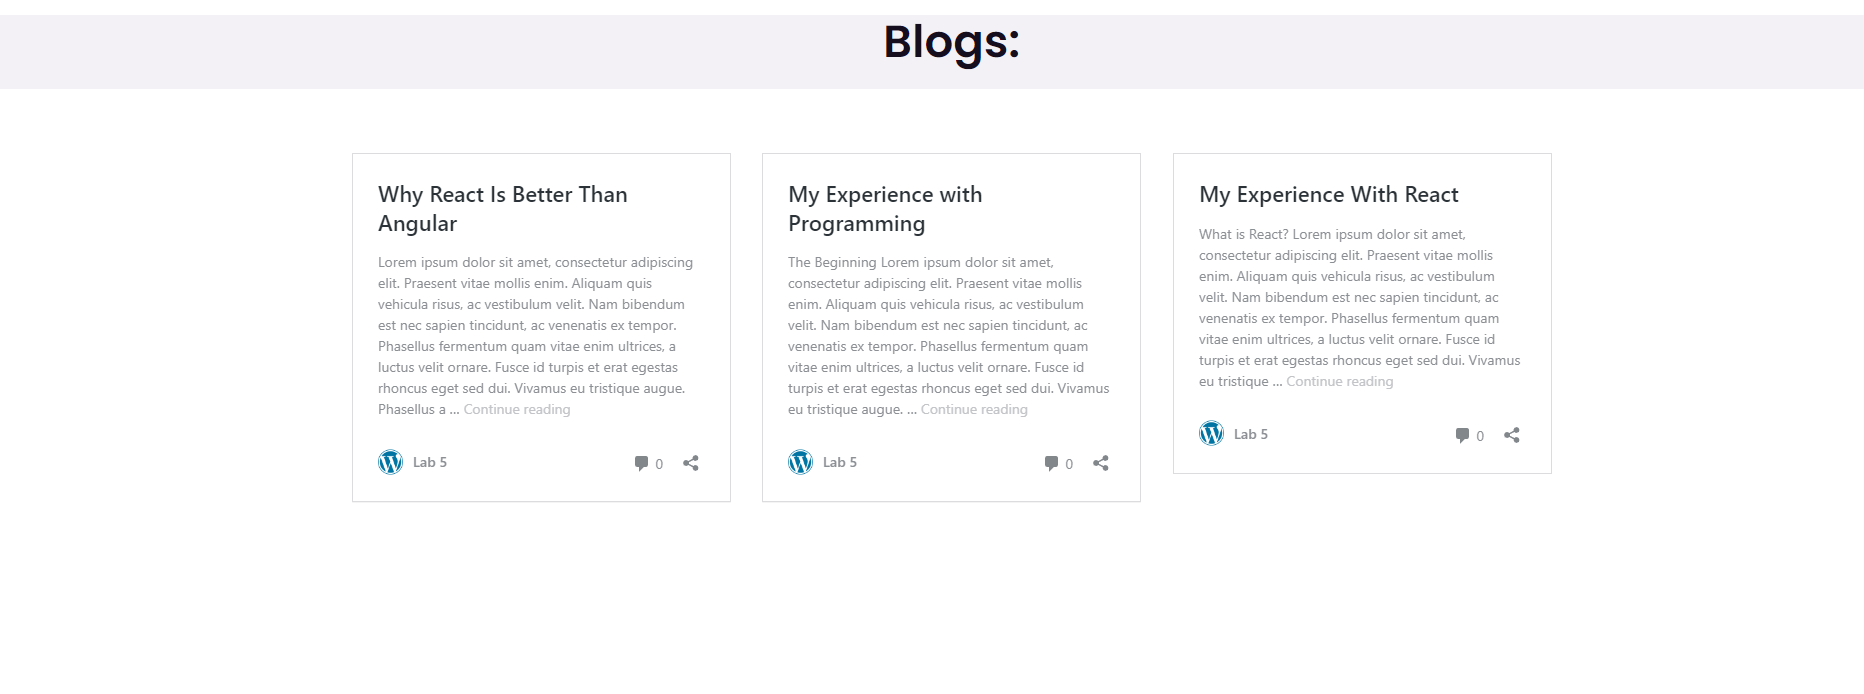 Blogs:
Why React Is Better Than
Angular
Lorem ipsum dolor sit amet, consectetur adipiscing
elit. Praesent vitae mollis enim. Aliquam quis
vehicula risus, ac vestibulum velit. Nam bibendum
est nec sapien tincidunt, ac venenatis ex tempor.
Phasellus fermentum quam vitae enim ultrices, a
luctus velit ornare. Fusce id turpis et erat egestas
rhoncus eget sed dui. Vivamus eu tristique augue.
Phasellus a ... Continue reading
Lab 5
0
My Experience with
Programming
The Beginning Lorem ipsum dolor sit amet,
consectetur adipiscing elit. Praesent vitae mollis
enim. Aliquam quis vehicula risus, ac vestibulum
velit. Nam bibendum est nec sapien tincidunt, ac
venenatis ex tempor. Phasellus fermentum quam
vitae enim ultrices, a luctus velit ornare. Fusce id
turpis et erat egestas rhoncus eget sed dui. Vivamus
eu tristique augue. ... Continue reading
Lab 5
0
My Experience With React
What is React? Lorem ipsum dolor sit amet,
consectetur adipiscing elit. Praesent vitae mollis
enim. Aliquam quis vehicula risus, ac vestibulum
velit. Nam bibendum est nec sapien tincidunt, ac
venenatis ex tempor. Phasellus fermentum quam
vitae enim ultrices, a luctus velit ornare. Fusce id
turpis et erat egestas rhoncus eget sed dui. Vivamus
eu tristique ... Continue reading
Lab 5
0